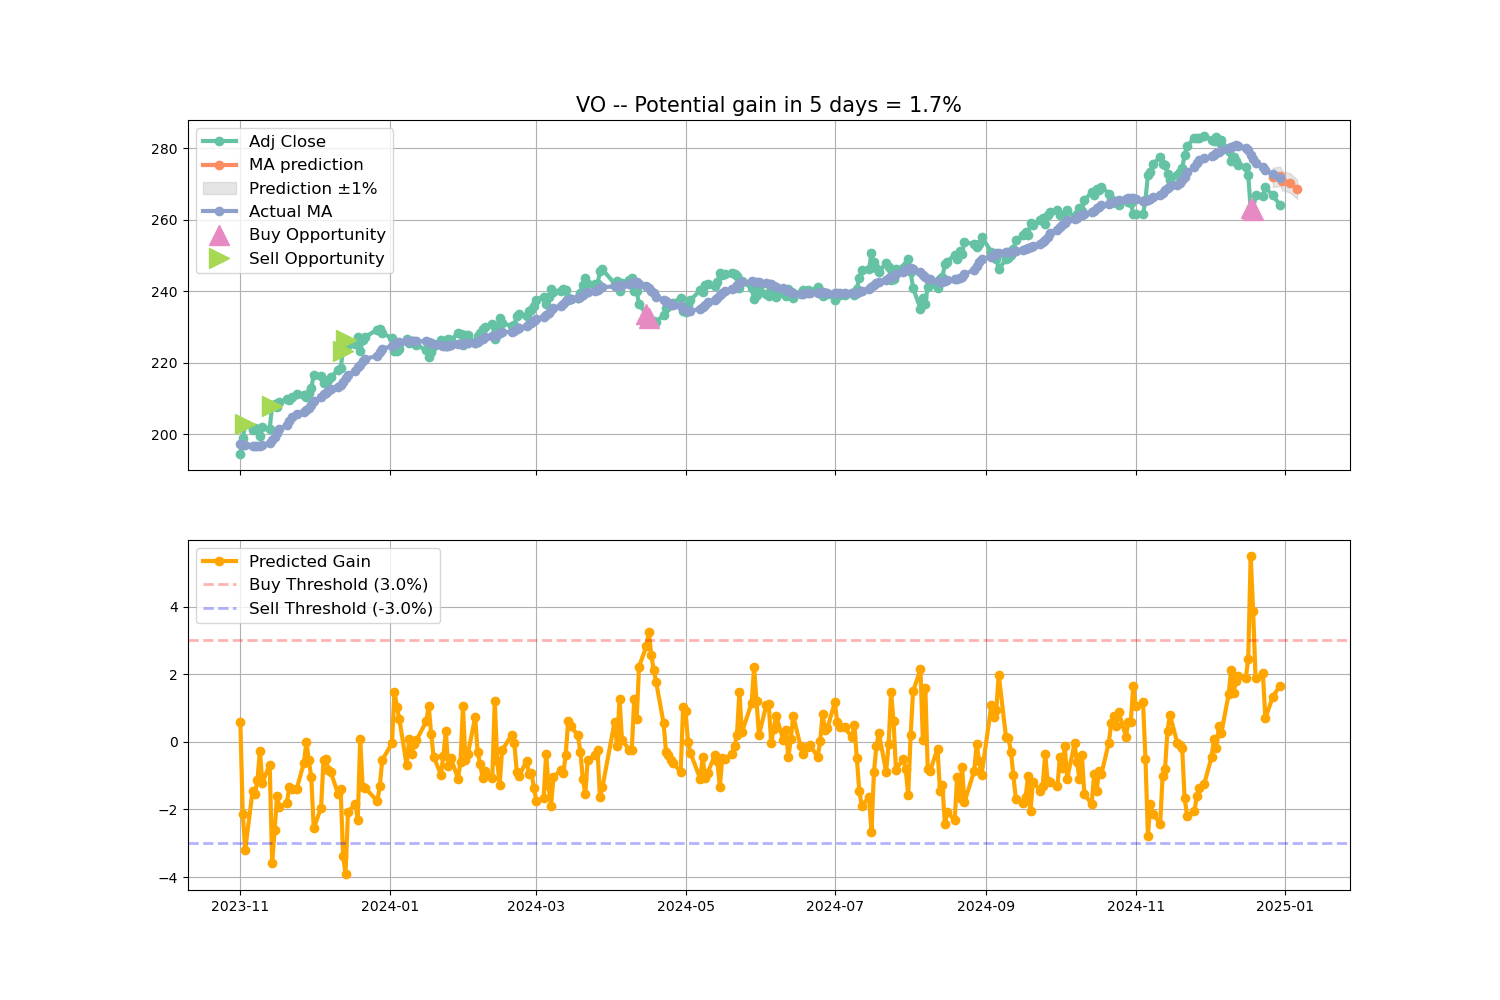 VO -- Potential gain in 5 days = 1.7%
Adj Close
MA prediction
Prediction ±1%
Actual MA
Buy Opportunity
Sell Opportunity
280
260
240
220
200
Predicted Gain
Buy Threshold (3.0%)
Sell Threshold (-3.0%)
4
2
0
−2
−4
2023-11 2024-01 2024-03 2024-05 2024-07 2024-09 2024-11 2025-01